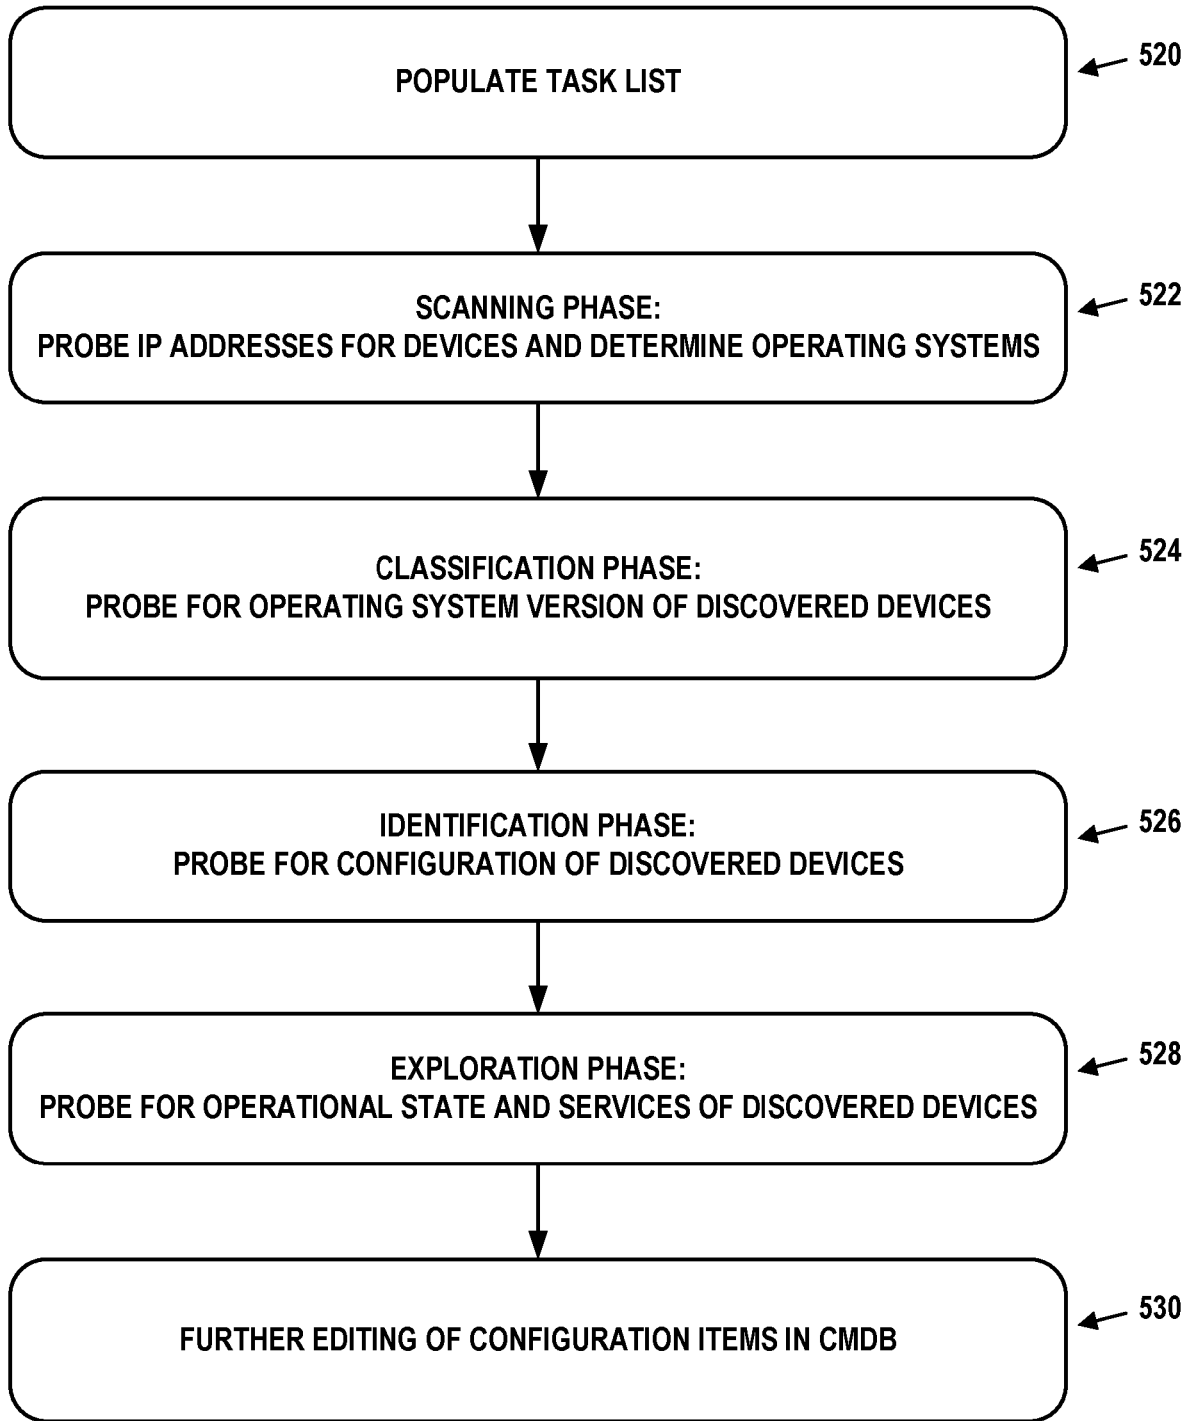 POPULATE TASK LIST
520
SCANNING PHASE:
PROBE IP ADDRESSES FOR DEVICES AND DETERMINE OPERATING SYSTEMS
522
CLASSIFICATION PHASE:
PROBE FOR OPERATING SYSTEM VERSION OF DISCOVERED DEVICES
524
IDENTIFICATION PHASE:
PROBE FOR CONFIGURATION OF DISCOVERED DEVICES
526
EXPLORATION PHASE:
PROBE FOR OPERATIONAL STATE AND SERVICES OF DISCOVERED DEVICES
528
FURTHER EDITING OF CONFIGURATION ITEMS IN CMDB
530